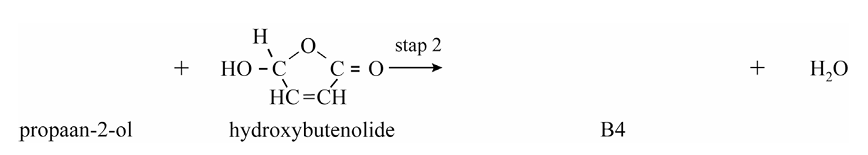 H
O
stap 2
+ HO C C = O + H₂O
HC=CH
propaan-2-ol hydroxybutenolide B4